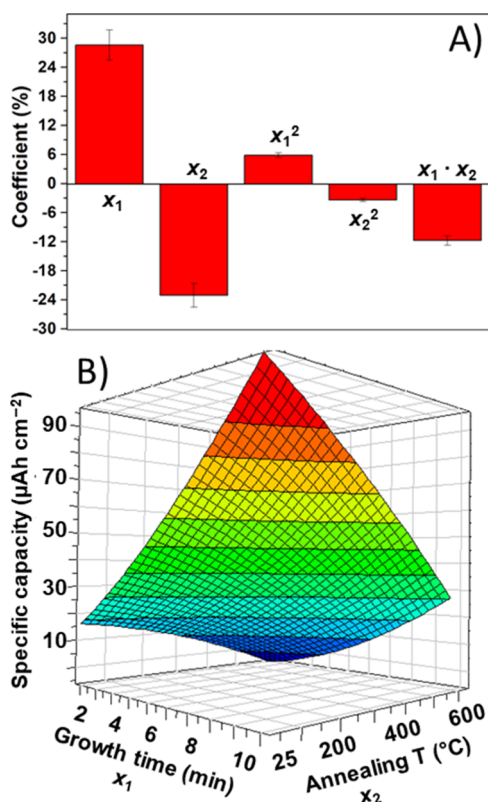 A)
Coefficient (%)
30
24
18
12
6
0
-6
-12
-18
-24
-30
x₁
x₂
x₁²
x₂²
x₁ · x₂
B)
Specific capacity (µAh cm⁻²)
90
70
50
30
10
2 4 6 8 10
Growth time (min)
x₁
25 200 400 600
Annealing T (°C)
x₂